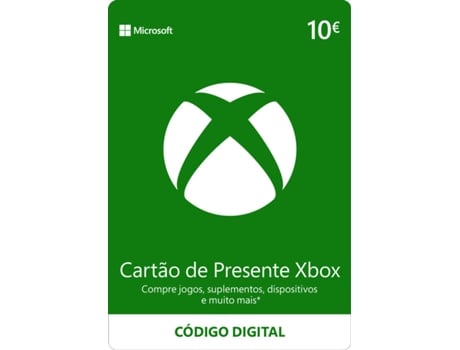 Microsoft
10€
Cartão de Presente Xbox
Compre jogos, suplementos, dispositivos
e muito mais*
CÓDIGO DIGITAL